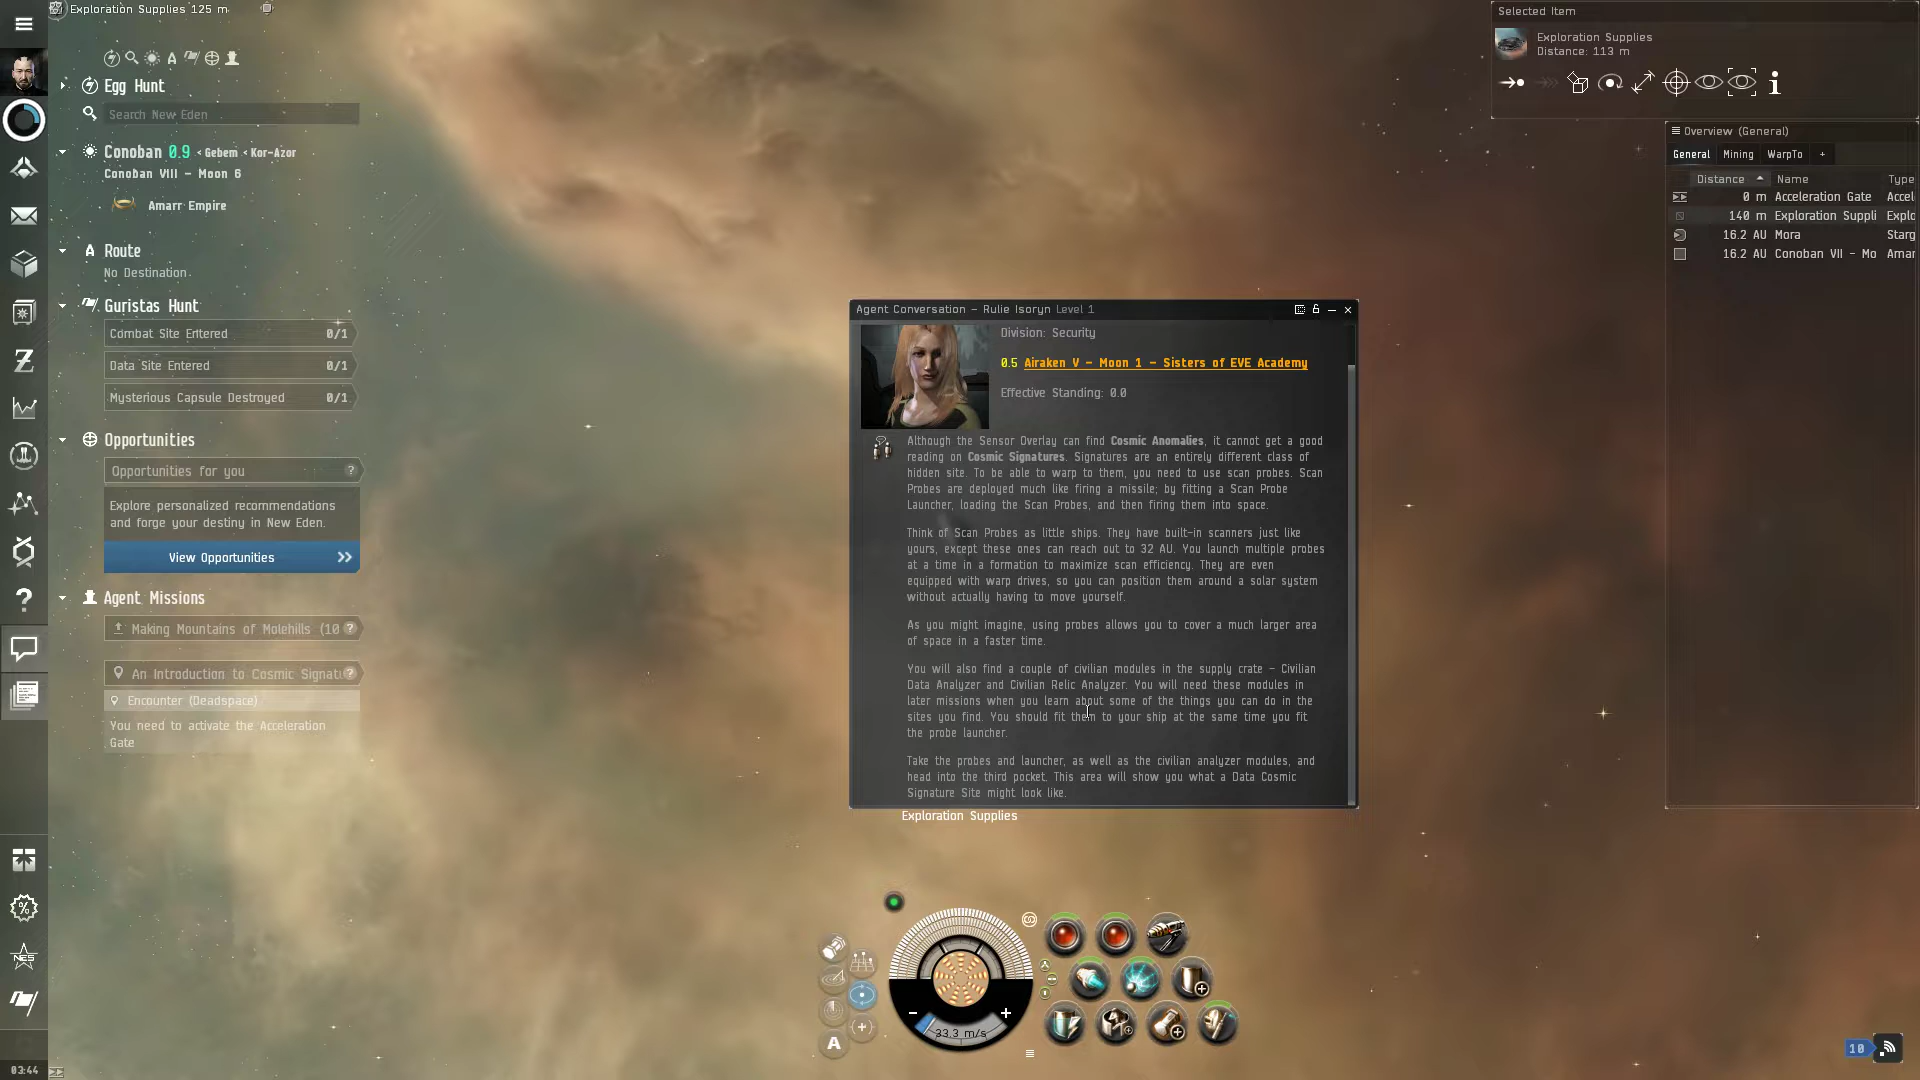 Exploration Supplies 125 m
Egg Hunt
Search New Eden
Conoban 0.9 < Gebem < Kor-Azor
Conoban VIII - Moon 6
Amarr Empire
Route
No Destination
Guristas Hunt
Combat Site Entered 0/1
Data Site Entered 0/1
Mysterious Capsule Destroyed 0/1
Opportunities
Opportunities for you ?
Explore personalized recommendations
and forge your destiny in New Eden.
View Opportunities
Agent Missions
Making Mountains of Molehills (10 ?
An Introduction to Cosmic Signat ?
Encounter (Deadspace)
You need to activate the Acceleration
Gate
NES
03:44
Agent Conversation - Rulie Isoryn Level 1
Division: Security
0.5 Airaken V - Moon 1 - Sisters of EVE Academy
Effective Standing: 0.0
Although the Sensor Overlay can find Cosmic Anomalies, it cannot get a good
reading on Cosmic Signatures. Signatures are an entirely different class of
hidden site. To be able to warp to them, you need to use scan probes. Scan
Probes are deployed much like firing a missile; by fitting a Scan Probe
Launcher, loading the Scan Probes, and then firing them into space.
Think of Scan Probes as little ships. They have built-in scanners just like
yours, except these ones can reach out to 32 AU. You launch multiple probes
at a time in a formation to maximize scan efficiency. They are even
equipped with warp drives, so you can position them around a solar system
without actually having to move yourself.
As you might imagine, using probes allows you to cover a much larger area
of space in a faster time.
You will also find a couple of civilian modules in the supply crate - Civilian
Data Analyzer and Civilian Relic Analyzer. You will need these modules in
later missions when you learn about some of the things you can do in the
sites you find. You should fit them to your ship at the same time you fit
the probe launcher.
Take the probes and launcher, as well as the civilian analyzer modules, and
head into the third pocket. This area will show you what a Data Cosmic
Signature Site might look like.
Exploration Supplies
33.3 m/s
A
Selected Item
Exploration Supplies
Distance: 113 m
Overview (General)
General Mining WarpTo +
Distance Name Type
0 m Acceleration Gate Accel
140 m Exploration Suppli Explo
16.2 AU Mora Starg
16.2 AU Conoban VII - Mo Amar
10